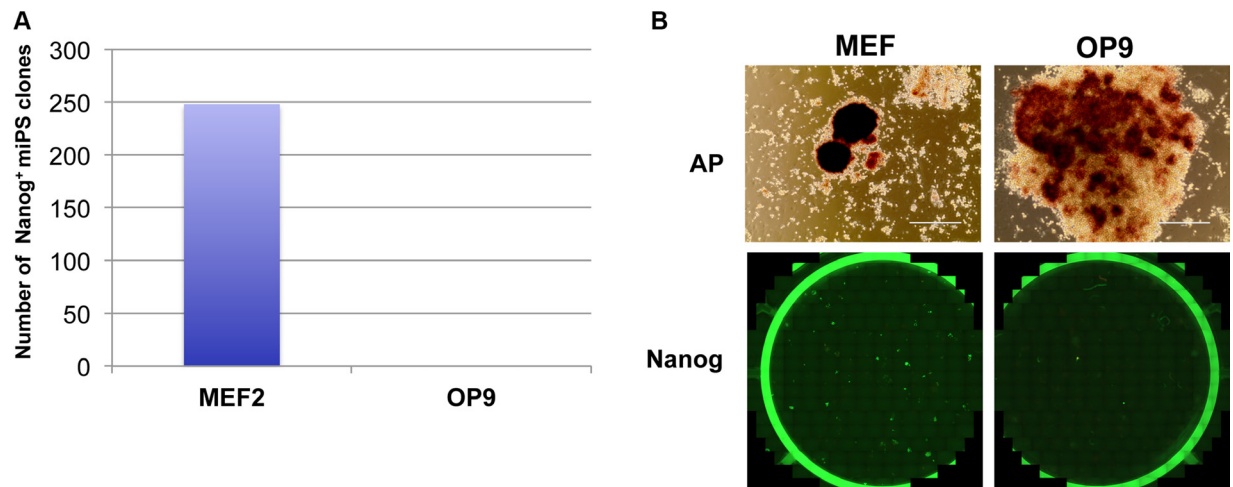 A
Number of Nanog⁺ miPS clones
300
250
200
150
100
50
0
MEF2
OP9
B
MEF
OP9
AP
Nanog